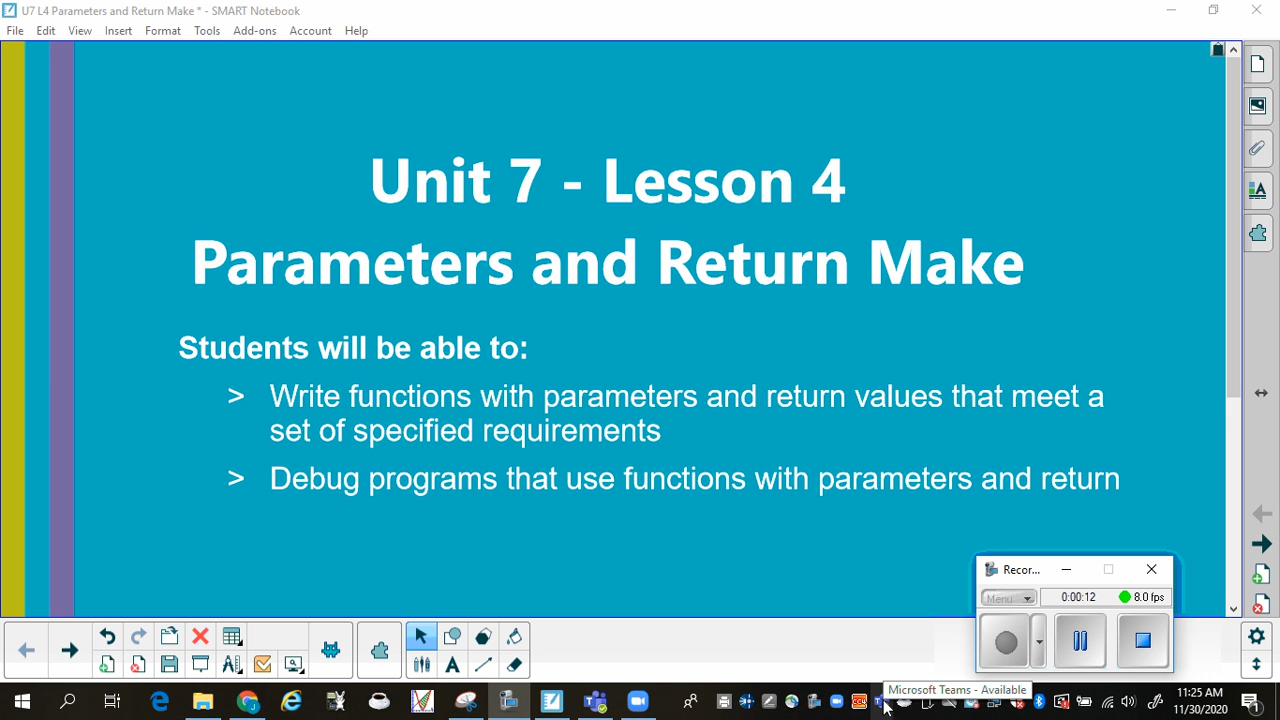 U7 L4 Parameters and Return Make * - SMART Notebook
File Edit View Insert Format Tools Add-ons Account Help
Unit 7 - Lesson 4
Parameters and Return Make
Students will be able to:
> Write functions with parameters and return values that meet a
set of specified requirements
> Debug programs that use functions with parameters and return
Recor...
Menu 0:00:12 8.0 fps
Microsoft Teams - Available
11:25 AM
11/30/2020